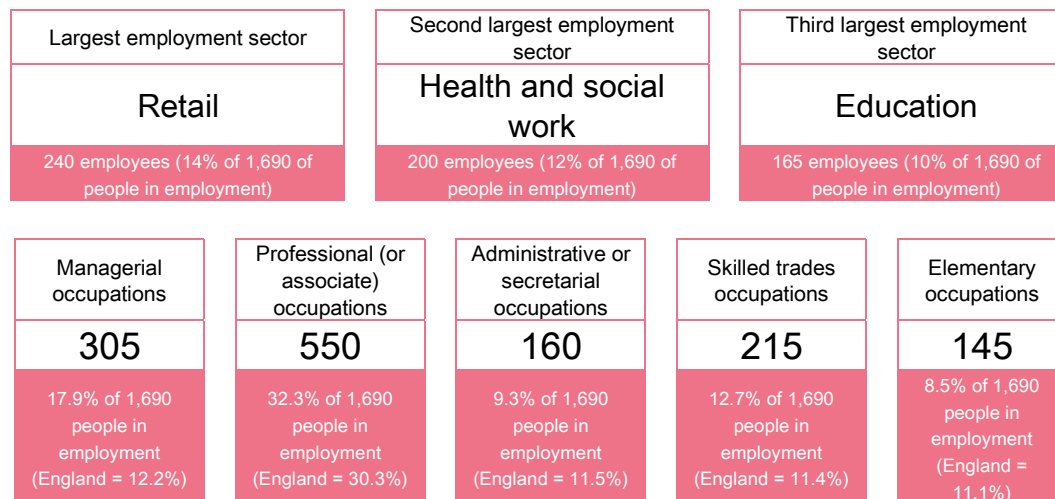 Largest employment sector
Retail
240 employees (14% of 1,690 of
people in employment)
Second largest employment
sector
Health and social
work
200 employees (12% of 1,690 of
people in employment)
Third largest employment
sector
Education
165 employees (10% of 1,690 of
people in employment)
Managerial
occupations
305
17.9% of 1,690
people in
employment
(England = 12.2%)
Professional (or
associate)
occupations
550
32.3% of 1,690
people in
employment
(England = 30.3%)
Administrative or
secretarial
occupations
160
9.3% of 1,690
people in
employment
(England = 11.5%)
Skilled trades
occupations
215
12.7% of 1,690
people in
employment
(England = 11.4%)
Elementary
occupations
145
8.5% of 1,690
people in
employment
(England =
11.1%)